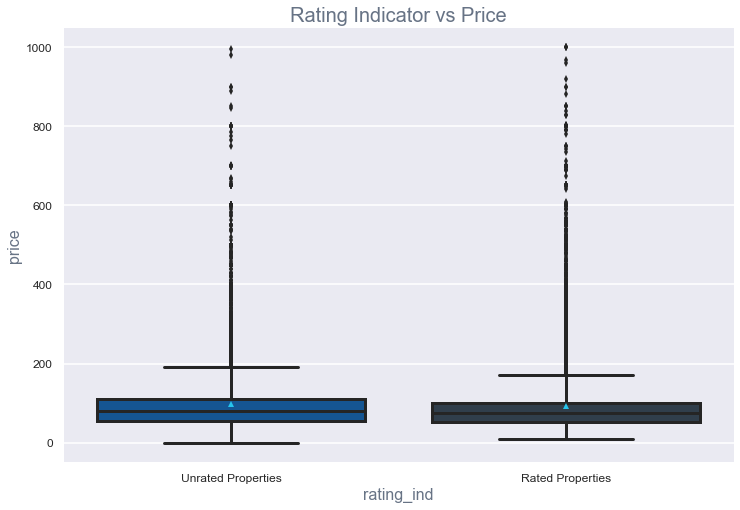 Rating Indicator vs Price
1000
800
600
400
200
0
price
Unrated Properties
Rated Properties
rating_ind